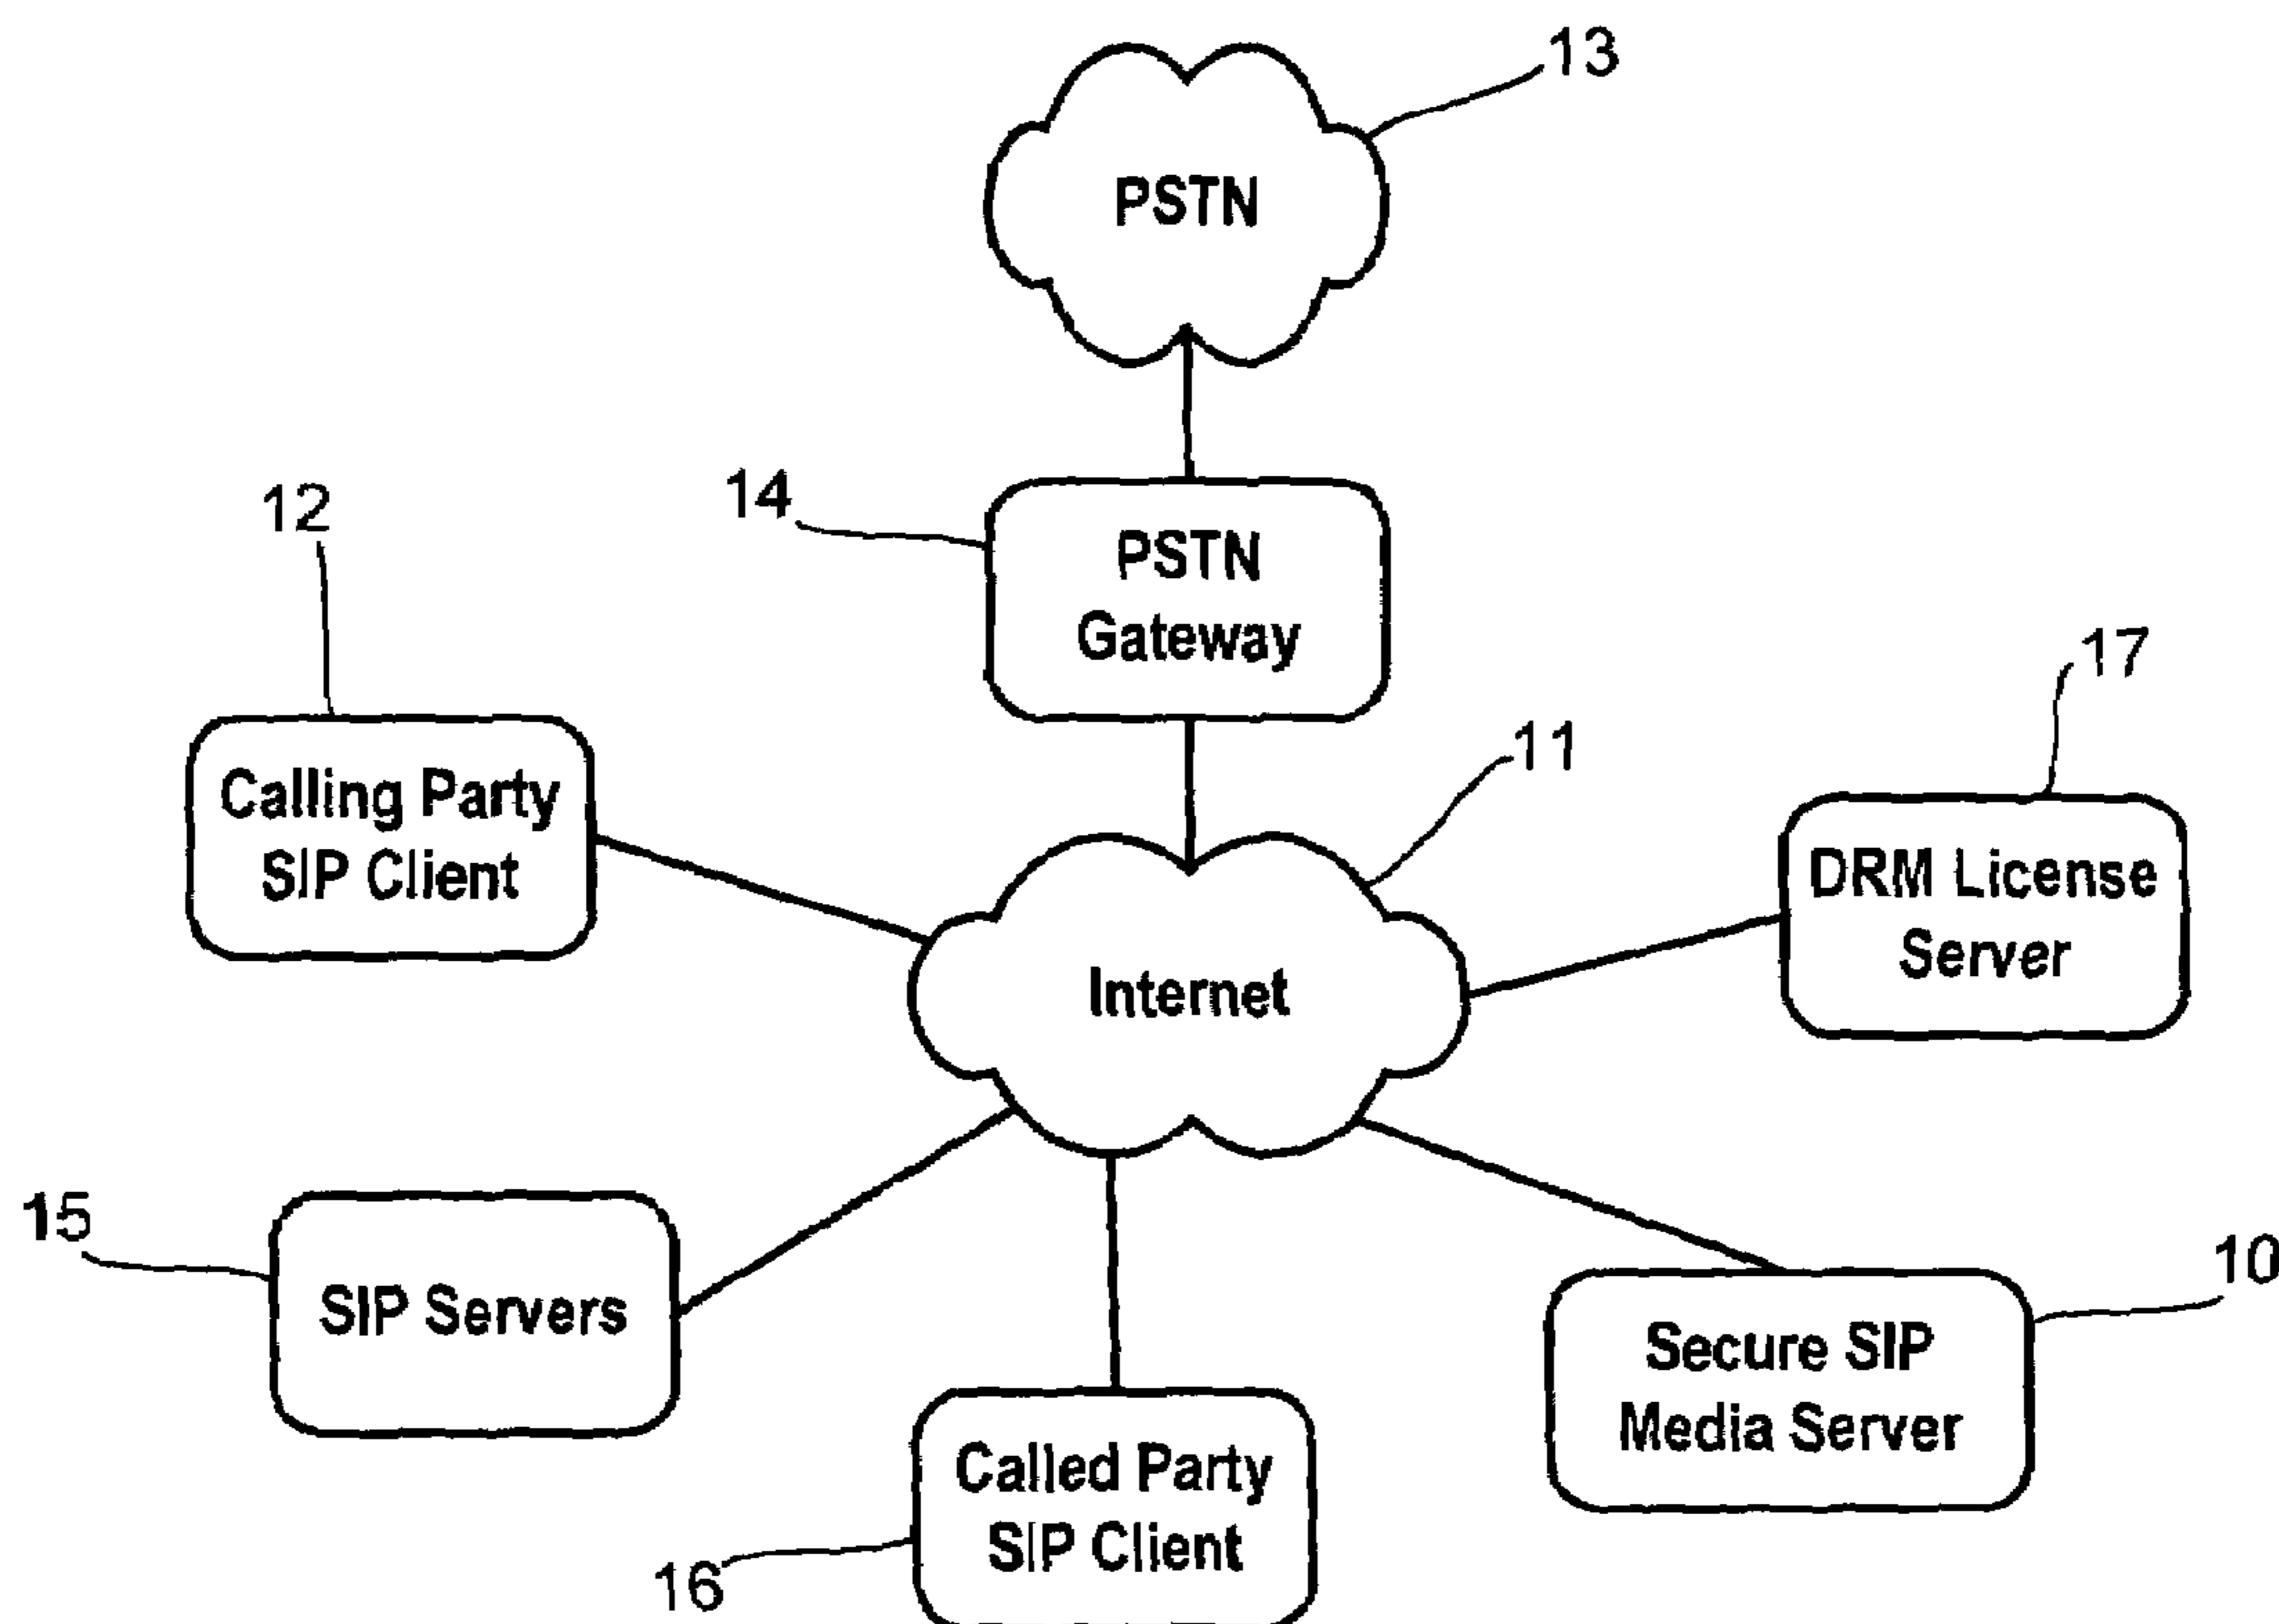 13
PSTN
14
PSTN
Gateway
12
Calling Party
SIP Client
17
DRM License
Server
11
Internet
15
SIP Servers
10
Secure SIP
Media Server
Called Party
SIP Client
16